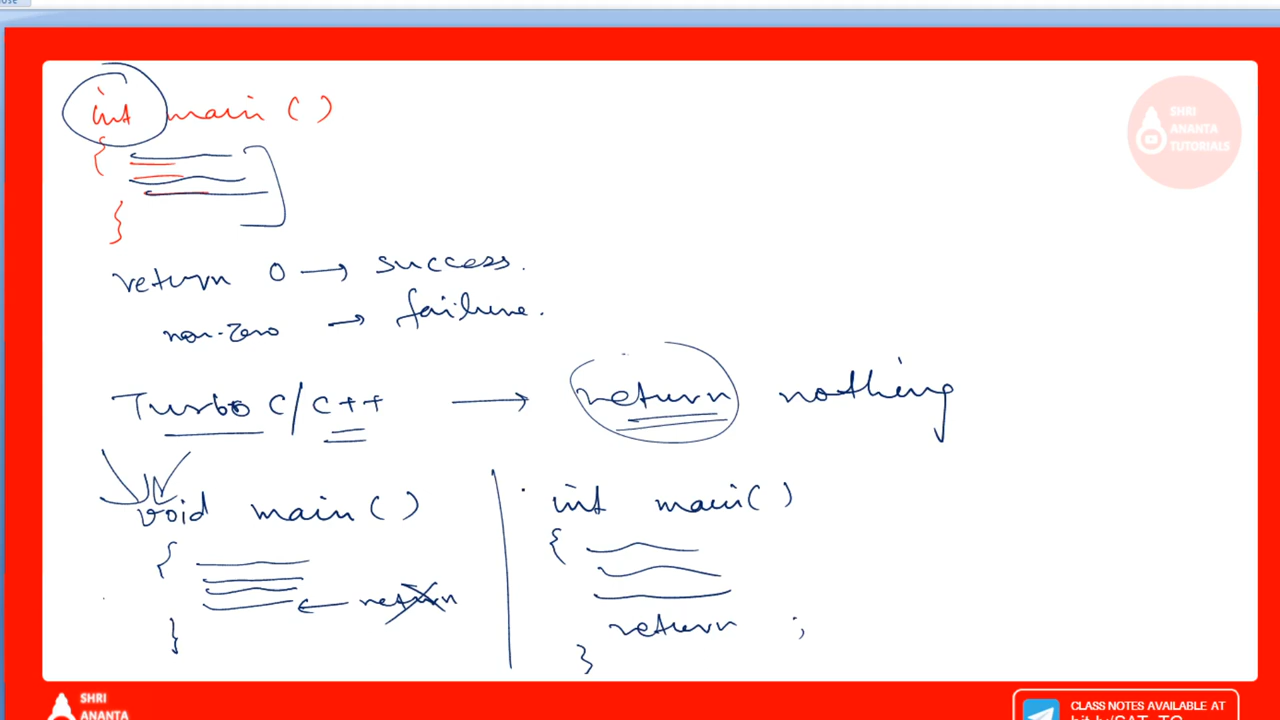 ose
int main ( )
{
}
return 0 → success.
non-zero → failure.
Turbo C/C++ → return nothing
void main ( )
{
← return
}
int main ( )
{
return ;
}
SHRI
ANANTA
TUTORIALS
SHRI
ANANTA
CLASS NOTES AVAILABLE AT